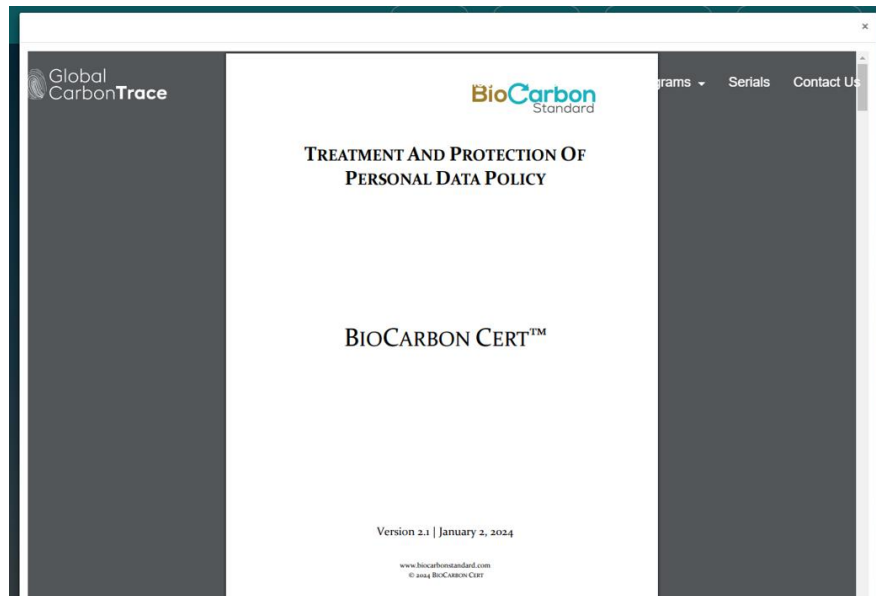 ×
Global
CarbonTrace
BioCarbon
Standard
grams
Serials
Contact Us
TREATMENT AND PROTECTION OF
PERSONAL DATA POLICY
BIOCARBON CERT™
Version 2.1 | January 2, 2024
www.biocarbonstandard.com
© 2024 BIOCARBON CERT